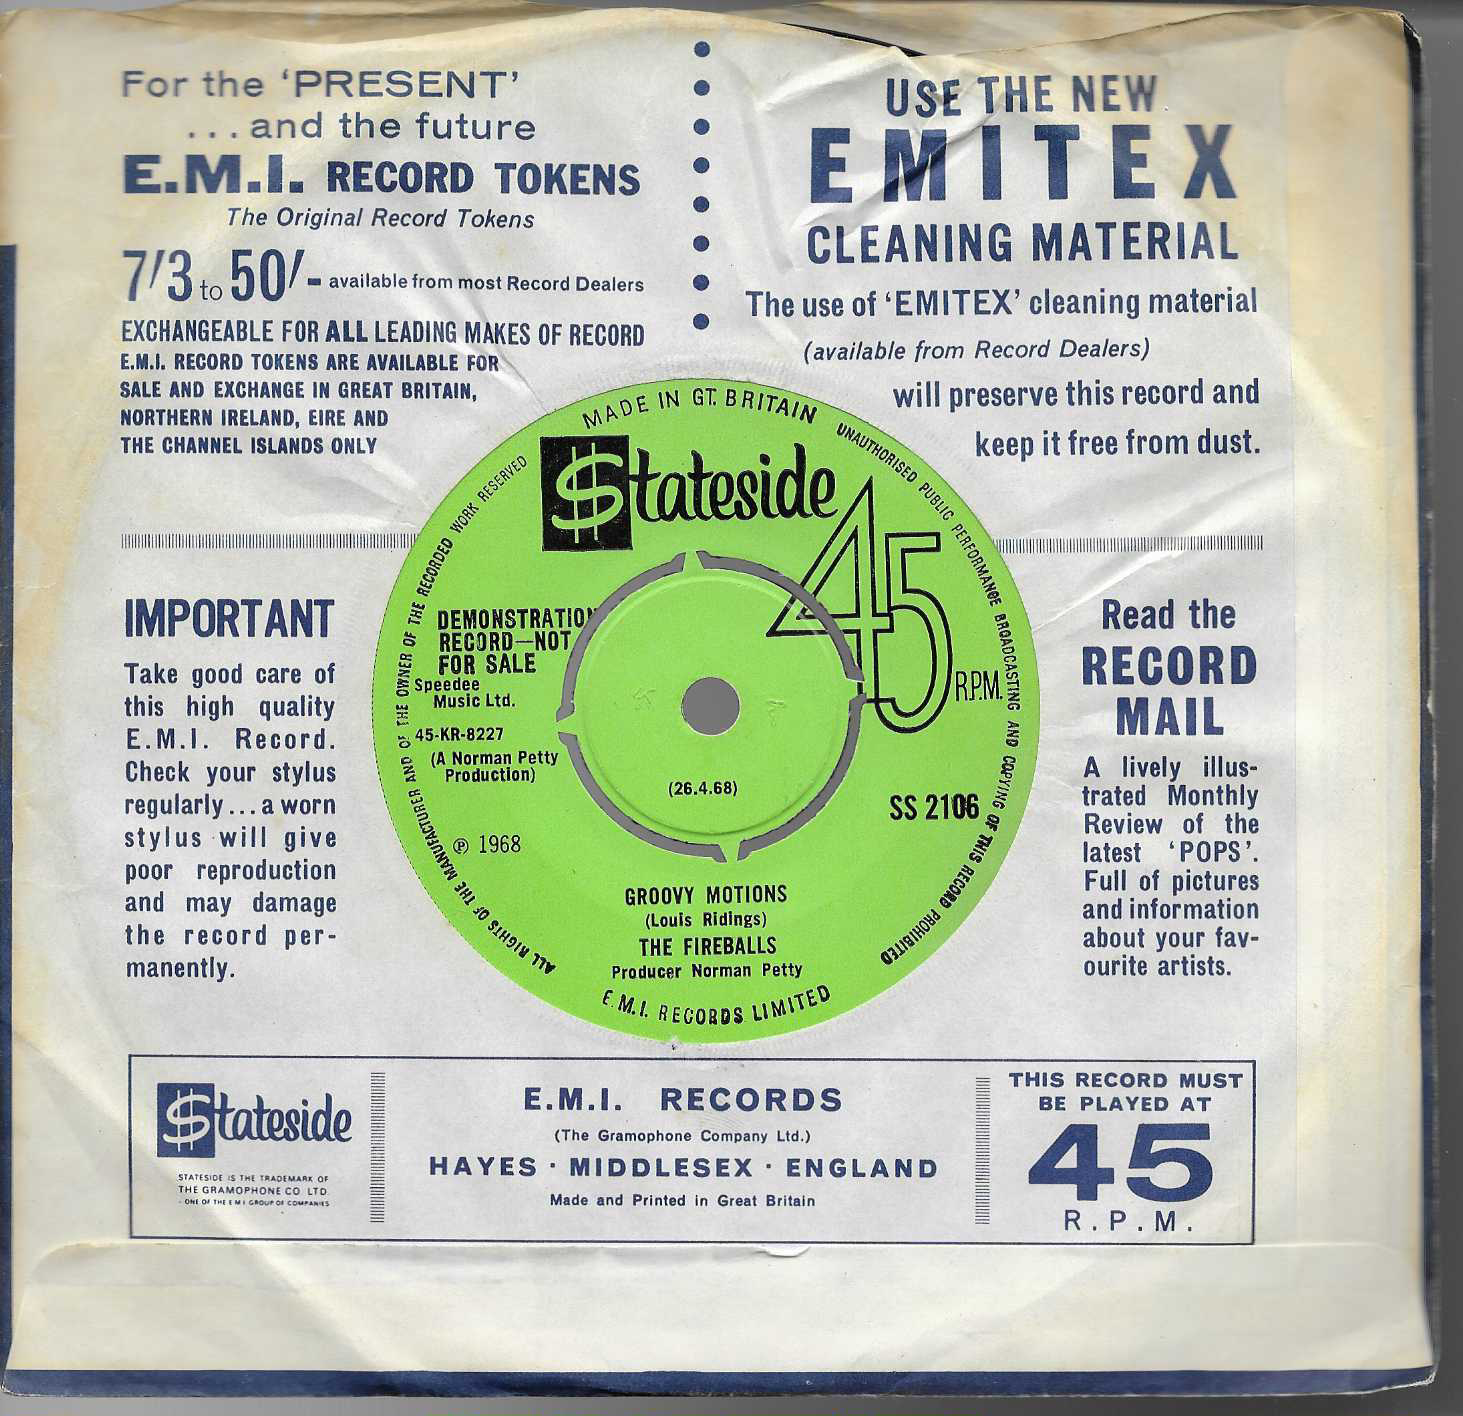 For the 'PRESENT'
...and the future
E.M.I. RECORD TOKENS
The Original Record Tokens
7/3 to 50/- available from most Record Dealers
EXCHANGEABLE FOR ALL LEADING MAKES OF RECORD
E.M.I. RECORD TOKENS ARE AVAILABLE FOR
SALE AND EXCHANGE IN GREAT BRITAIN,
NORTHERN IRELAND, EIRE AND
THE CHANNEL ISLANDS ONLY
USE THE NEW
EMITEX
CLEANING MATERIAL
The use of 'EMITEX' cleaning material
(available from Record Dealers)
will preserve this record and
keep it free from dust.
IMPORTANT
Take good care of
this high quality
E.M.I. Record.
Check your stylus
regularly...a worn
stylus will give
poor reproduction
and may damage
the record per-
manently.
MADE IN GT. BRITAIN
UNAUTHORISED PUBLIC PERFORMANCE BROADCASTING AND COPYING OF THIS RECORD PROHIBITED
ALL RIGHTS OF THE MANUFACTURER AND OF THE OWNER OF THE RECORDED WORK RESERVED
Stateside
45
R.P.M.
DEMONSTRATION
RECORD—NOT
FOR SALE
Speedee
Music Ltd.
45-KR-8227
(A Norman Petty
Production)
℗ 1968
(26.4.68)
SS 2106
GROOVY MOTIONS
(Louis Ridings)
THE FIREBALLS
Producer Norman Petty
E.M.I. RECORDS LIMITED
Read the
RECORD
MAIL
A lively illus-
trated Monthly
Review of the
latest 'POPS'.
Full of pictures
and information
about your fav-
ourite artists.
Stateside
STATESIDE IS THE TRADEMARK OF
THE GRAMOPHONE CO LTD
- ONE OF THE E M I GROUP OF COMPANIES
E.M.I. RECORDS
(The Gramophone Company Ltd.)
HAYES · MIDDLESEX · ENGLAND
Made and Printed in Great Britain
THIS RECORD MUST
BE PLAYED AT
45
R.P.M.